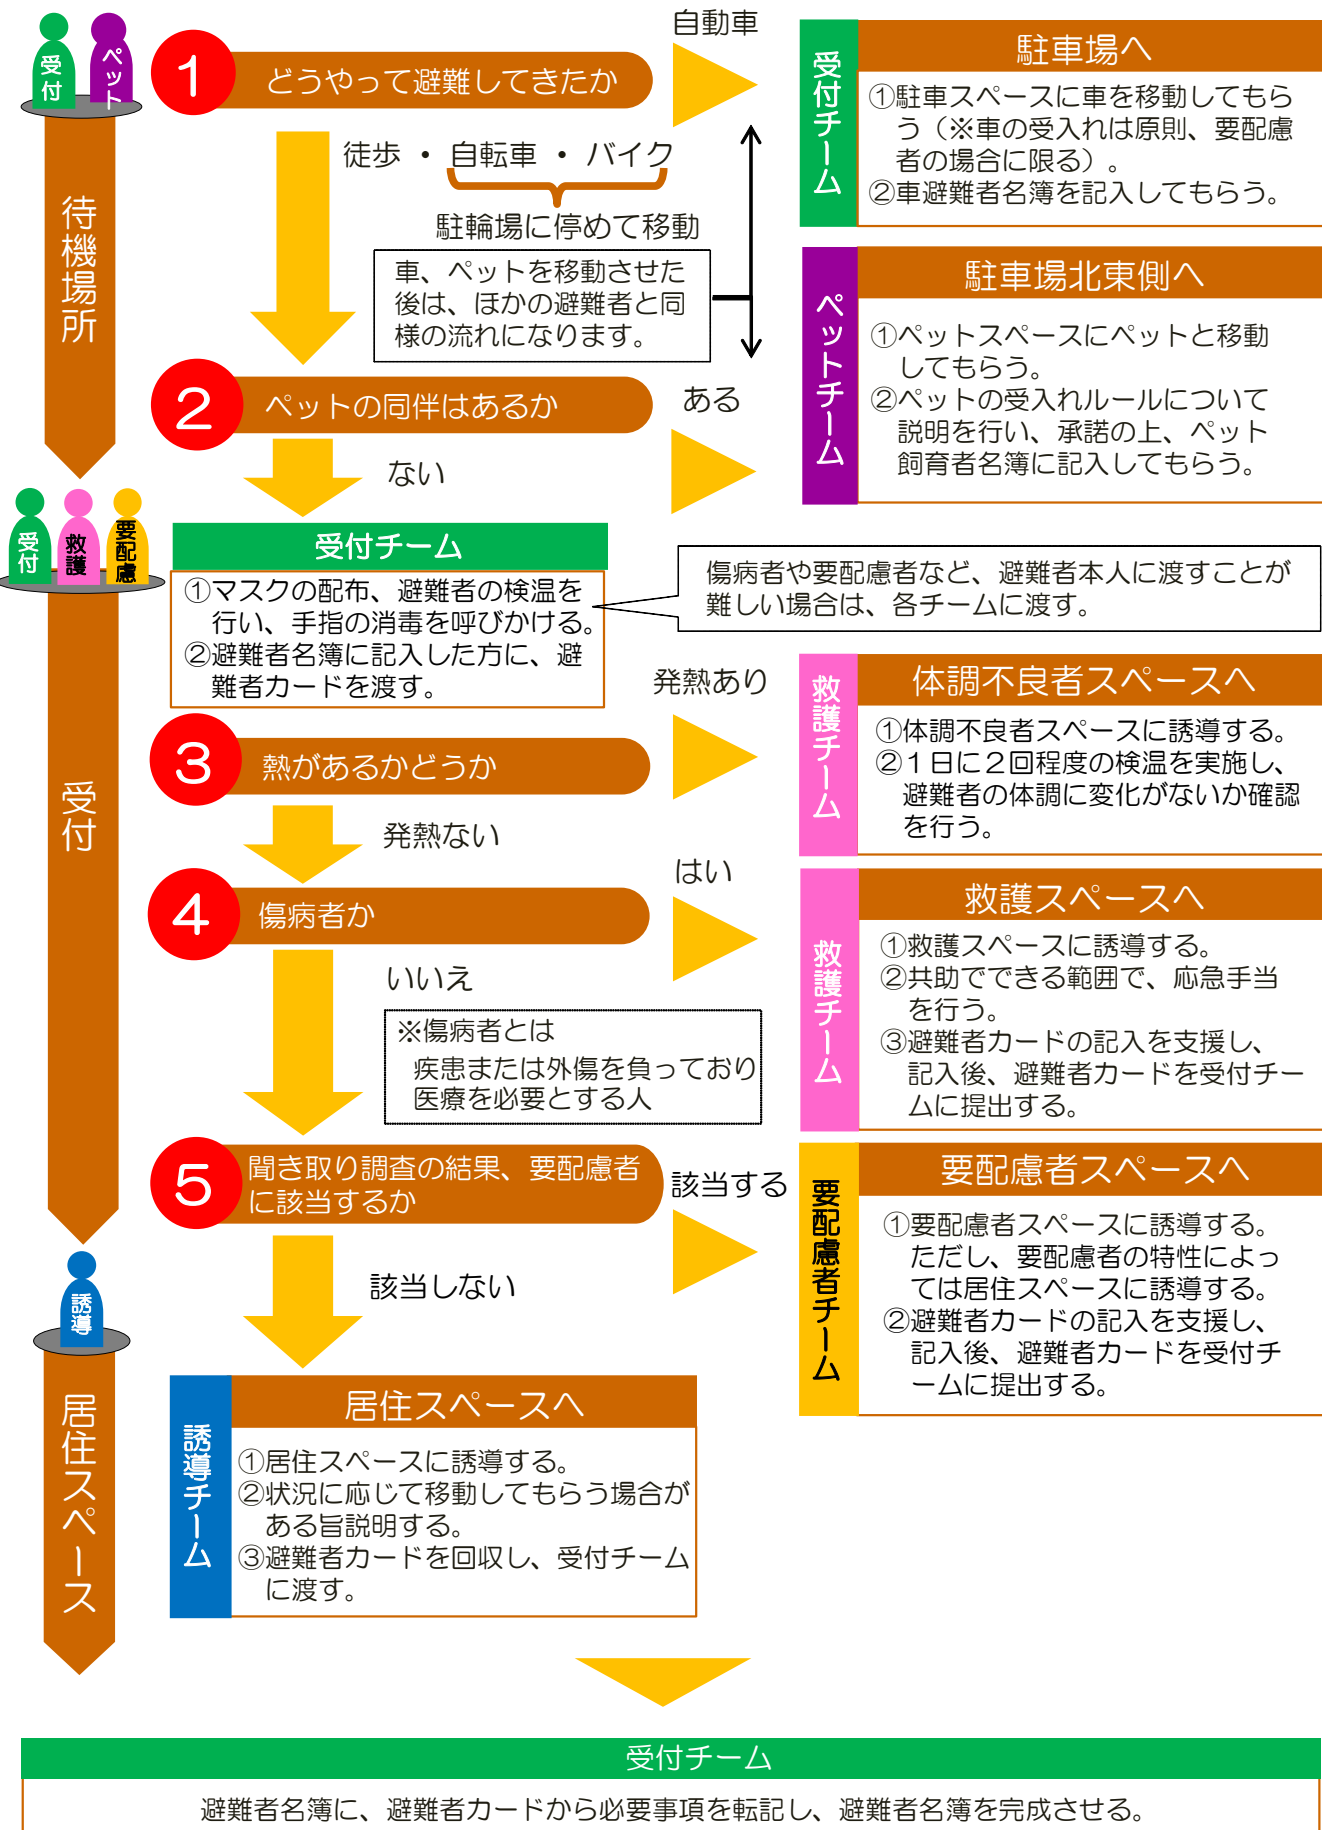 受付
ペット
待機場所
1
どうやって避難してきたか
自動車
徒歩 ・ 自転車 ・ バイク
駐輪場に停めて移動
車、ペットを移動させた
後は、ほかの避難者と同
様の流れになります。
受付チーム
駐車場へ
①駐車スペースに車を移動してもら
う（※車の受入れは原則、要配慮
者の場合に限る）。
②車避難者名簿を記入してもらう。
2
ペットの同伴はあるか
ある
ない
ペットチーム
駐車場北東側へ
①ペットスペースにペットと移動
してもらう。
②ペットの受入れルールについて
説明を行い、承諾の上、ペット
飼育者名簿に記入してもらう。
受付
救護
要配慮
受付
受付チーム
①マスクの配布、避難者の検温を
行い、手指の消毒を呼びかける。
②避難者名簿に記入した方に、避
難者カードを渡す。
傷病者や要配慮者など、避難者本人に渡すことが
難しい場合は、各チームに渡す。
3
熱があるかどうか
発熱あり
発熱ない
救護チーム
体調不良者スペースへ
①体調不良者スペースに誘導する。
②１日に２回程度の検温を実施し、
避難者の体調に変化がないか確認
を行う。
4
傷病者か
はい
いいえ
※傷病者とは
疾患または外傷を負っており
医療を必要とする人
救護チーム
救護スペースへ
①救護スペースに誘導する。
②共助でできる範囲で、応急手当
を行う。
③避難者カードの記入を支援し、
記入後、避難者カードを受付チー
ムに提出する。
5
聞き取り調査の結果、要配慮者
に該当するか
該当する
該当しない
要配慮者チーム
要配慮者スペースへ
①要配慮者スペースに誘導する。
ただし、要配慮者の特性によっ
ては居住スペースに誘導する。
②避難者カードの記入を支援し、
記入後、避難者カードを受付チ
ームに提出する。
誘導
居住スペース
誘導チーム
居住スペースへ
①居住スペースに誘導する。
②状況に応じて移動してもらう場合が
ある旨説明する。
③避難者カードを回収し、受付チーム
に渡す。
受付チーム
避難者名簿に、避難者カードから必要事項を転記し、避難者名簿を完成させる。